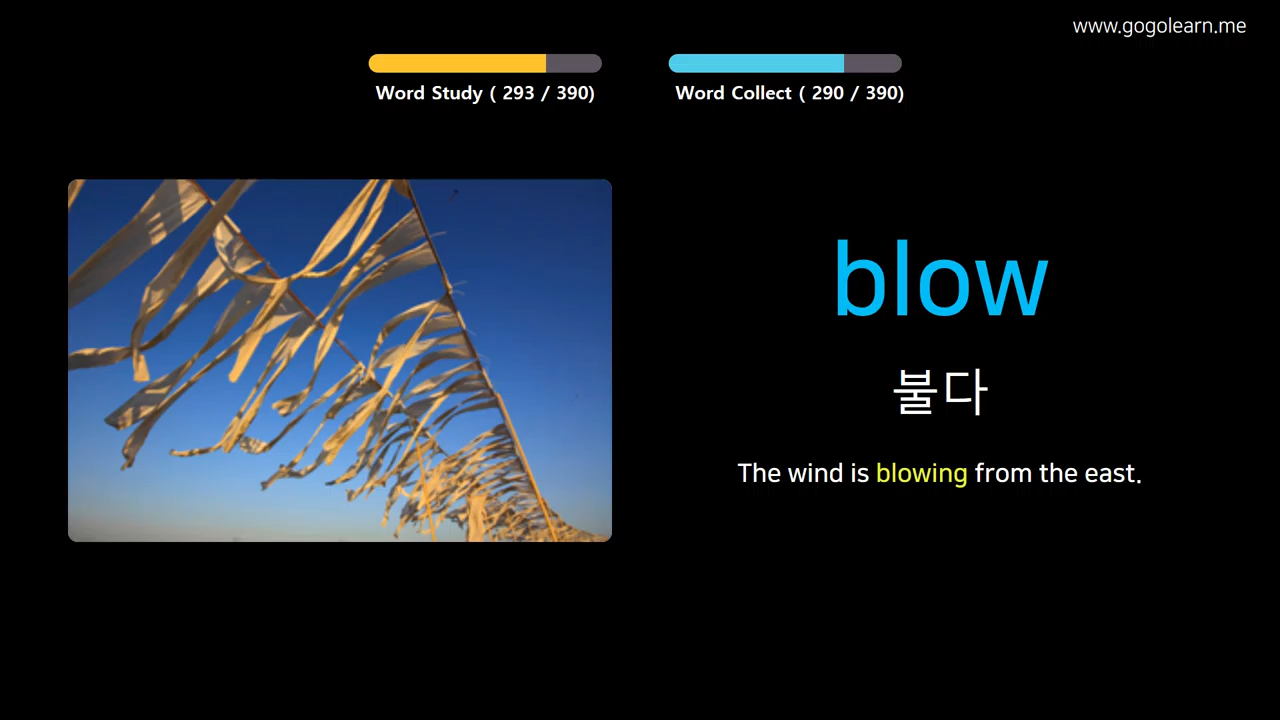 www.gogolearn.me
Word Study ( 293 / 390)
Word Collect ( 290 / 390)
blow
불다
The wind is blowing from the east.